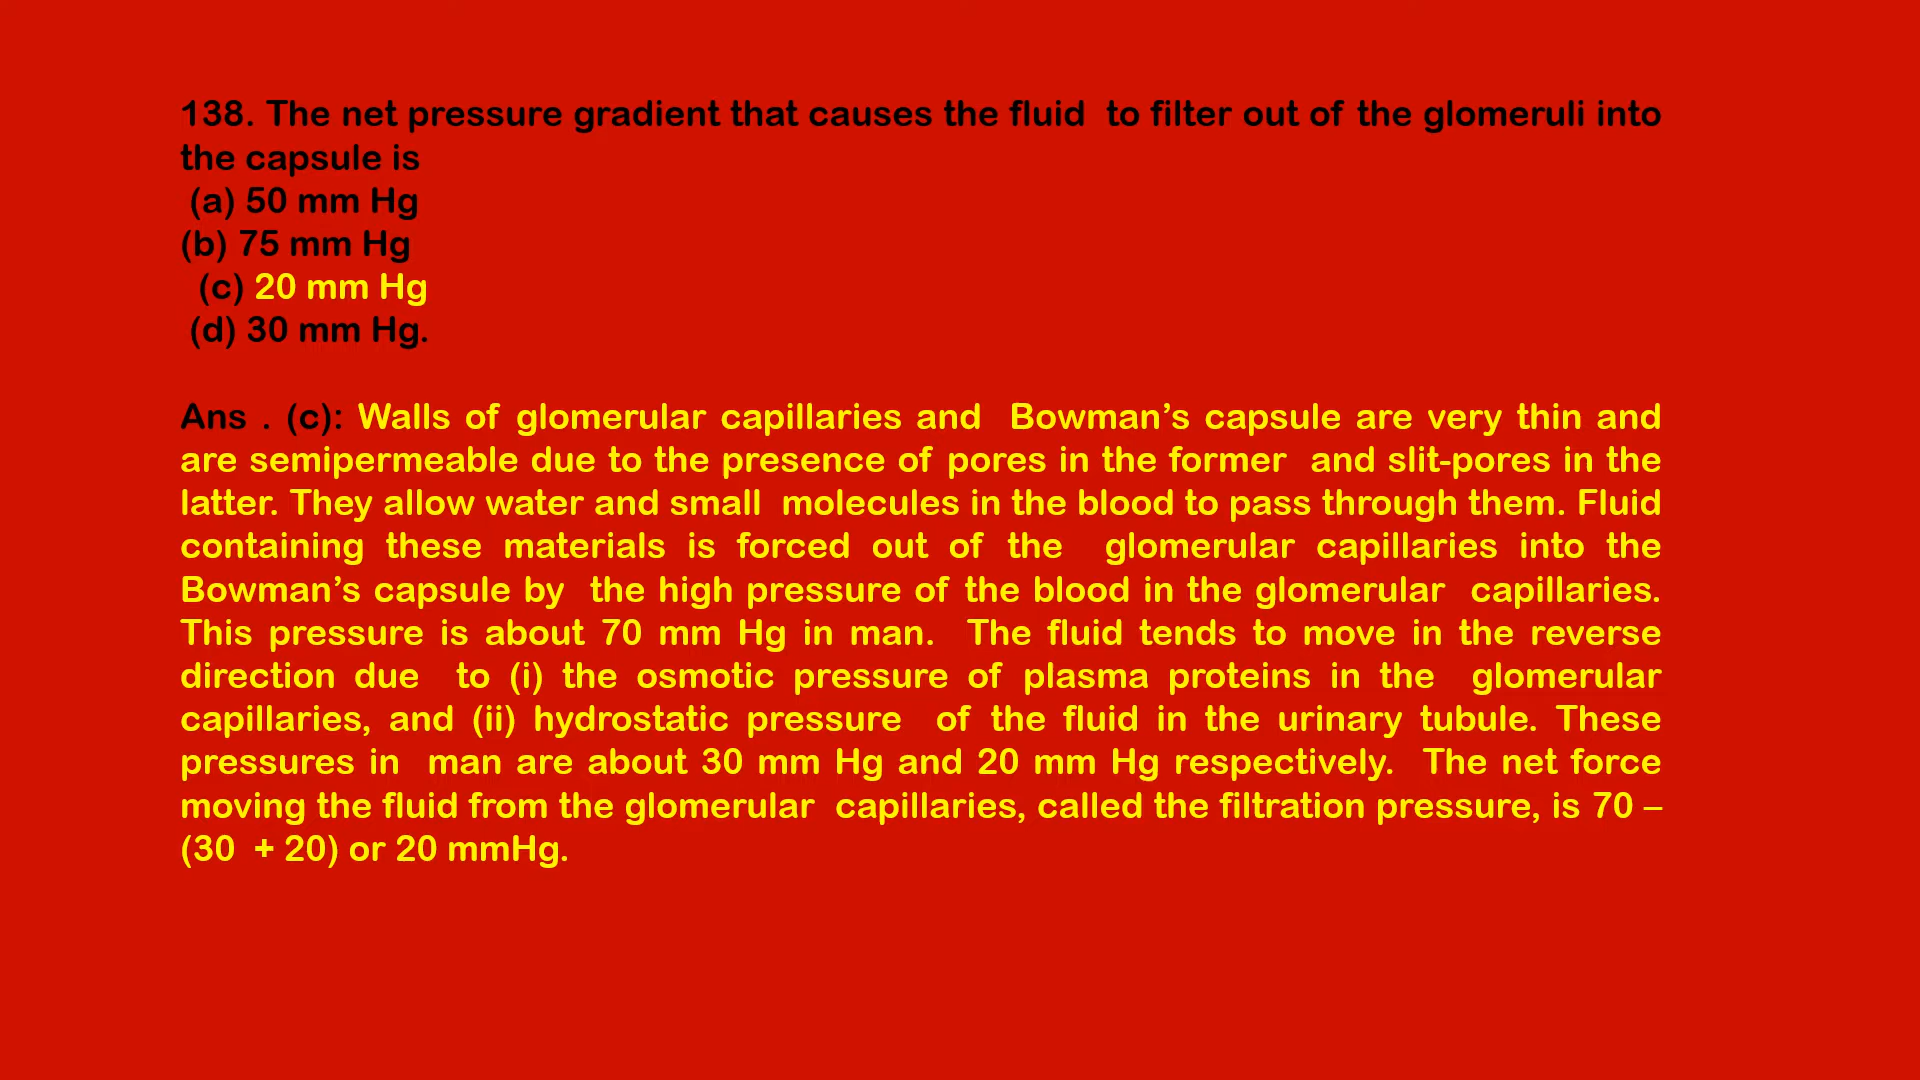 138. The net pressure gradient that causes the fluid to filter out of the glomeruli into
the capsule is
(a) 50 mm Hg
(b) 75 mm Hg
(c) 20 mm Hg
(d) 30 mm Hg.
Ans . (c): Walls of glomerular capillaries and Bowman’s capsule are very thin and
are semipermeable due to the presence of pores in the former and slit-pores in the
latter. They allow water and small molecules in the blood to pass through them. Fluid
containing these materials is forced out of the glomerular capillaries into the
Bowman’s capsule by the high pressure of the blood in the glomerular capillaries.
This pressure is about 70 mm Hg in man. The fluid tends to move in the reverse
direction due to (i) the osmotic pressure of plasma proteins in the glomerular
capillaries, and (ii) hydrostatic pressure of the fluid in the urinary tubule. These
pressures in man are about 30 mm Hg and 20 mm Hg respectively. The net force
moving the fluid from the glomerular capillaries, called the filtration pressure, is 70 –
(30 + 20) or 20 mmHg.